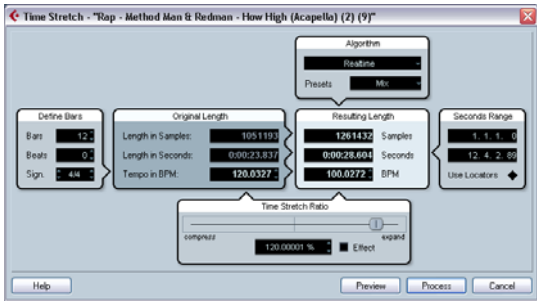 Time Stretch - "Rap - Method Man & Redman - How High (Acapella) (2) (9)"
Algorithm
Realtime
Presets Mix
Define Bars
Bars 12
Beats 0
Sign. 4/4
Original Length
Length in Samples: 1051193
Length in Seconds: 0:00:23.837
Tempo in BPM: 120.0327
Resulting Length
1261432 Samples
0:00:28.604 Seconds
100.0272 BPM
Seconds Range
1. 1. 1. 0
12. 4. 2. 89
Use Locators
Time Stretch Ratio
compress expand
120.00001 % Effect
Help Preview Process Cancel